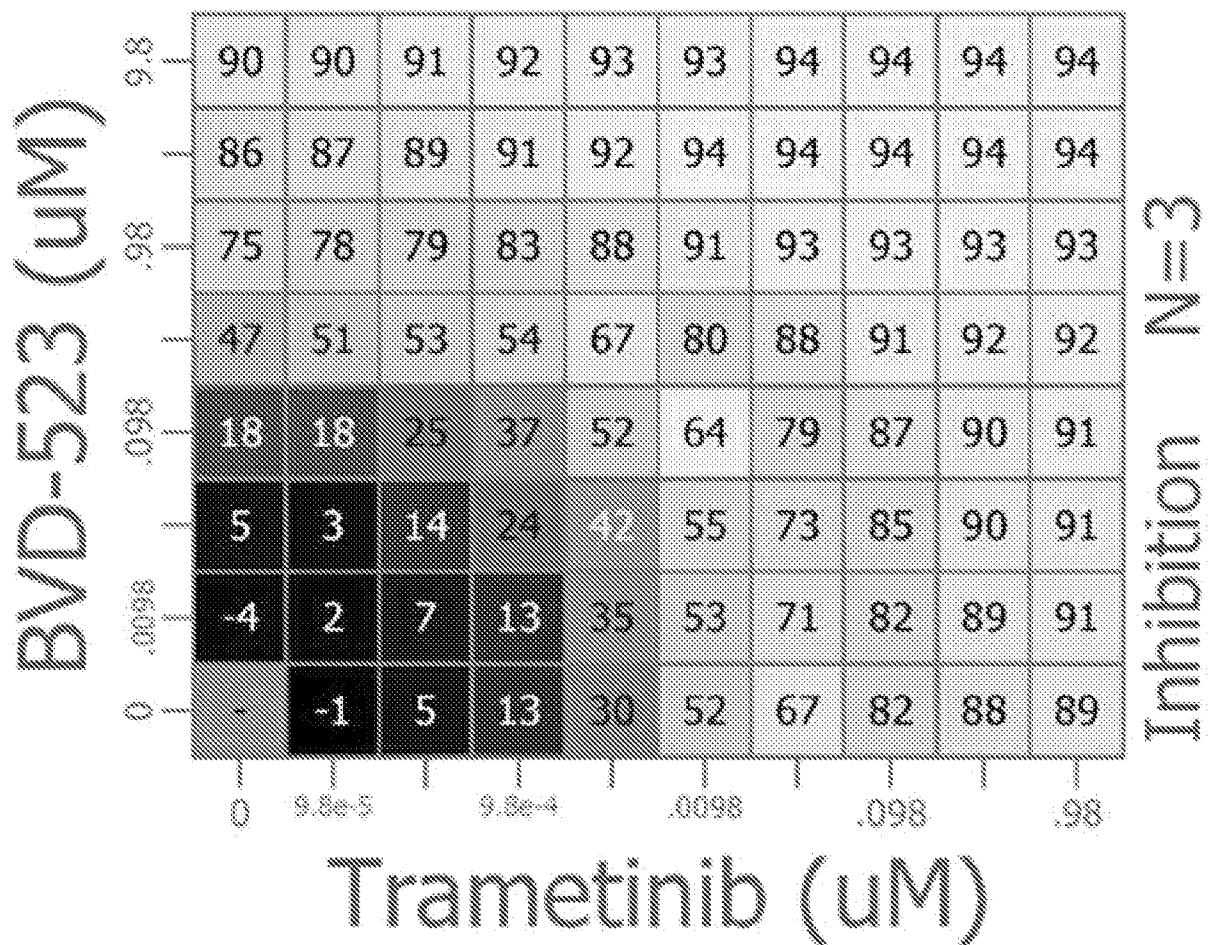 BVD-523 (uM)
9.8 90 90 91 92 93 93 94 94 94 94
86 87 89 91 92 94 94 94 94 94
.98 75 78 79 83 88 91 93 93 93 93
47 51 53 54 67 80 88 91 92 92
.098 18 18 25 37 52 64 79 87 90 91
5 3 14 24 42 55 73 85 90 91
.0098 -4 2 7 13 35 53 71 82 89 91
0 - -1 5 13 30 52 67 82 88 89
0 9.8e-5 9.8e-4 .0098 .098 .98
Trametinib (uM)
Inhibition N=3